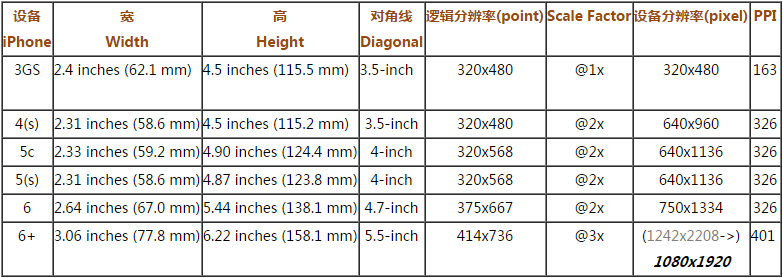 设备 宽 高 对角线 逻辑分辨率(point) Scale Factor 设备分辨率(pixel) PPI
iPhone Width Height Diagonal
3GS 2.4 inches (62.1 mm) 4.5 inches (115.5 mm) 3.5-inch 320x480 @1x 320x480 163
4(s) 2.31 inches (58.6 mm) 4.5 inches (115.2 mm) 3.5-inch 320x480 @2x 640x960 326
5c 2.33 inches (59.2 mm) 4.90 inches (124.4 mm) 4-inch 320x568 @2x 640x1136 326
5(s) 2.31 inches (58.6 mm) 4.87 inches (123.8 mm) 4-inch 320x568 @2x 640x1136 326
6 2.64 inches (67.0 mm) 5.44 inches (138.1 mm) 4.7-inch 375x667 @2x 750x1334 326
6+ 3.06 inches (77.8 mm) 6.22 inches (158.1 mm) 5.5-inch 414x736 @3x (1242x2208->) 401
1080x1920